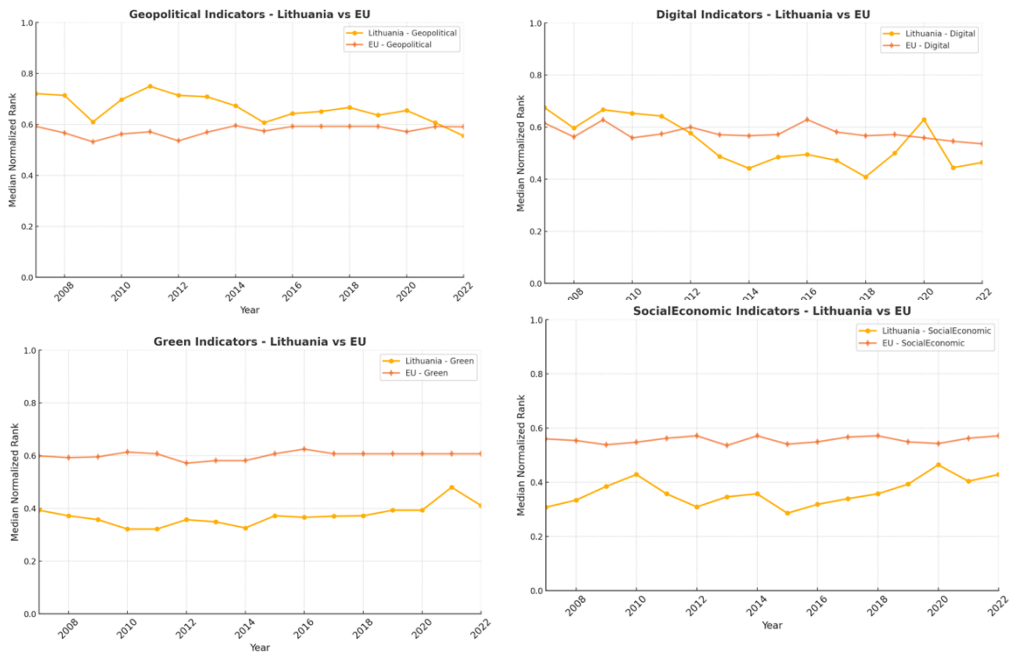 Geopolitical Indicators - Lithuania vs EU
Lithuania - Geopolitical
EU - Geopolitical
Median Normalized Rank
1.0
0.8
0.6
0.4
0.2
0.0
2008 2010 2012 2014 2016 2018 2020 2022
Year
Digital Indicators - Lithuania vs EU
Lithuania - Digital
EU - Digital
Median Normalized Rank
1.0
0.8
0.6
0.4
0.2
0.0
2010 2012 2016 2018 2020 2022
Green Indicators - Lithuania vs EU
Lithuania - Green
EU - Green
Median Normalized Rank
1.0
0.8
0.6
0.4
0.2
0.0
2008 2010 2012 2014 2016 2018 2020 2022
Year
SocialEconomic Indicators - Lithuania vs EU
Lithuania - SocialEconomic
EU - SocialEconomic
Median Normalized Rank
1.0
0.8
0.6
0.4
0.2
0.0
2008 2010 2012 2014 2016 2018 2020 2022
Year